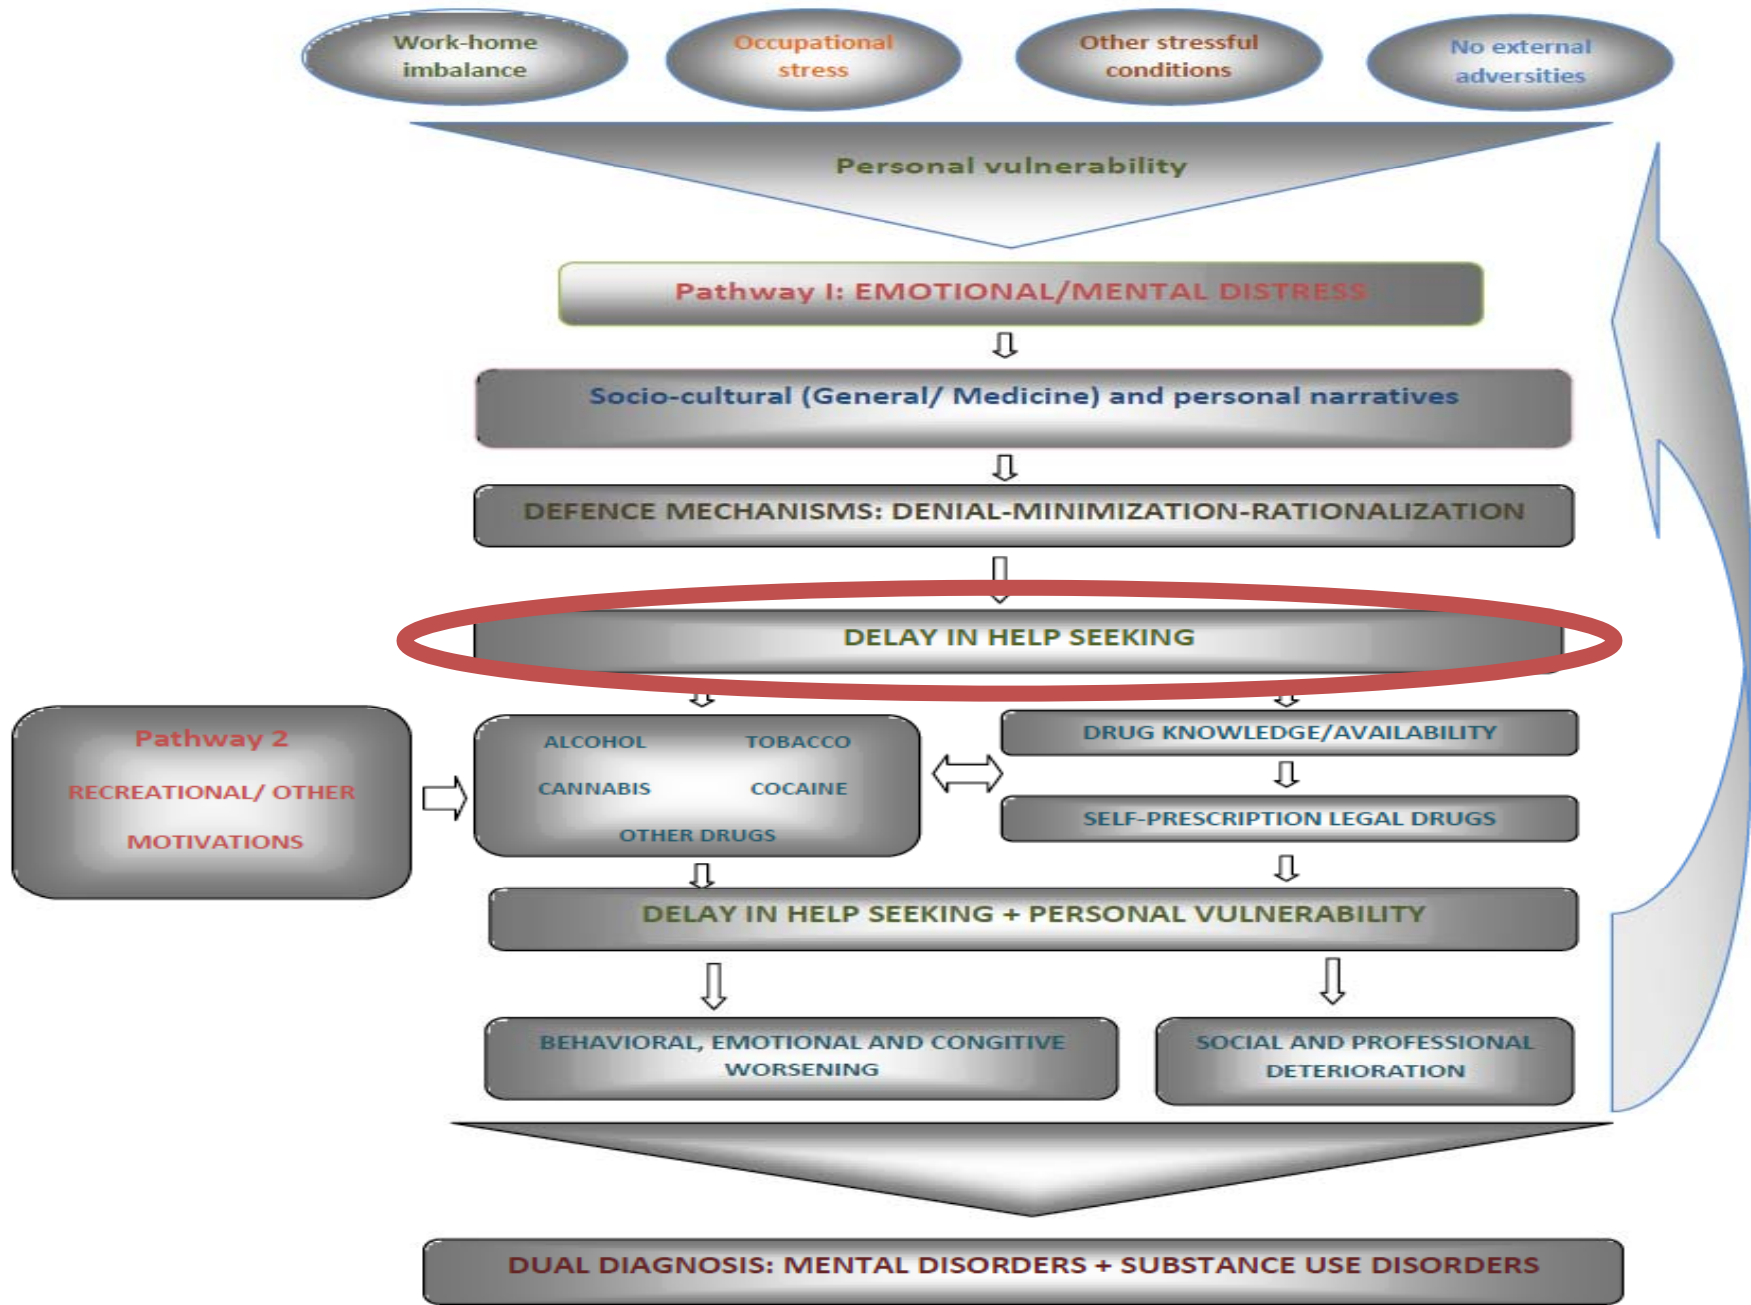 Work-home
imbalance
Occupational
stress
Other stressful
conditions
No external
adversities
Personal vulnerability
Pathway I: EMOTIONAL/MENTAL DISTRESS
Socio-cultural (General/ Medicine) and personal narratives
DEFENCE MECHANISMS: DENIAL-MINIMIZATION-RATIONALIZATION
DELAY IN HELP SEEKING
Pathway 2
RECREATIONAL/ OTHER
MOTIVATIONS
ALCOHOL TOBACCO
CANNABIS COCAINE
OTHER DRUGS
DRUG KNOWLEDGE/AVAILABILITY
SELF-PRESCRIPTION LEGAL DRUGS
DELAY IN HELP SEEKING + PERSONAL VULNERABILITY
BEHAVIORAL, EMOTIONAL AND CONGITIVE
WORSENING
SOCIAL AND PROFESSIONAL
DETERIORATION
DUAL DIAGNOSIS: MENTAL DISORDERS + SUBSTANCE USE DISORDERS